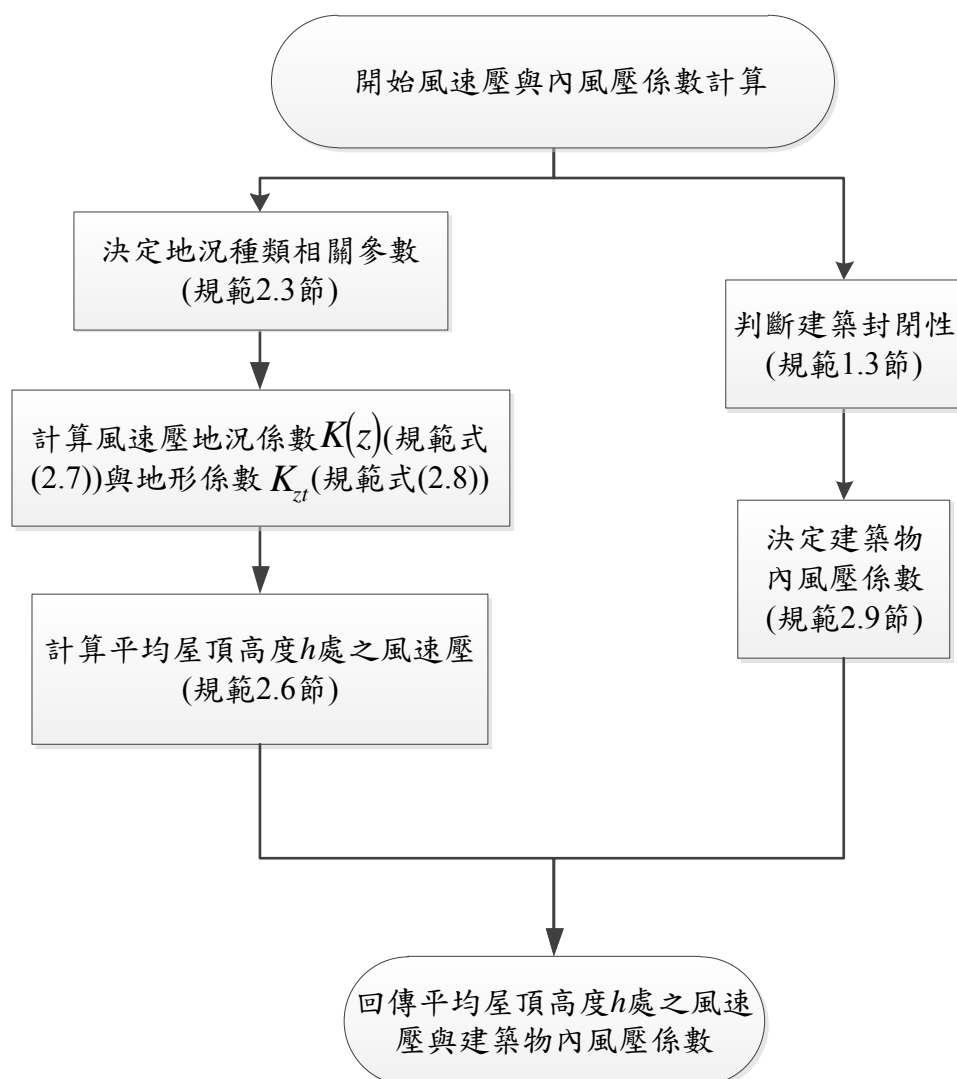 開始風速壓與內風壓係數計算
決定地況種類相關參數
(規範2.3節)
計算風速壓地況係數K(z)(規範式
(2.7))與地形係數 Kzt(規範式(2.8))
計算平均屋頂高度h處之風速壓
(規範2.6節)
判斷建築封閉性
(規範1.3節)
決定建築物
內風壓係數
(規範2.9節)
回傳平均屋頂高度h處之風速
壓與建築物內風壓係數